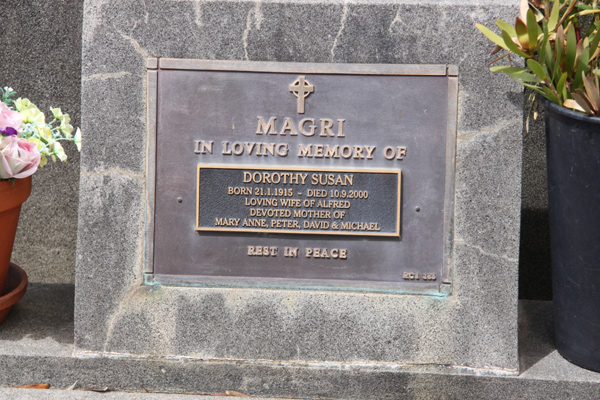 MAGRI
IN LOVING MEMORY OF
DOROTHY SUSAN
BORN 21.1.1915 - DIED 10.9.2000
LOVING WIFE OF ALFRED
DEVOTED MOTHER OF
MARY ANNE, PETER, DAVID & MICHAEL
REST IN PEACE